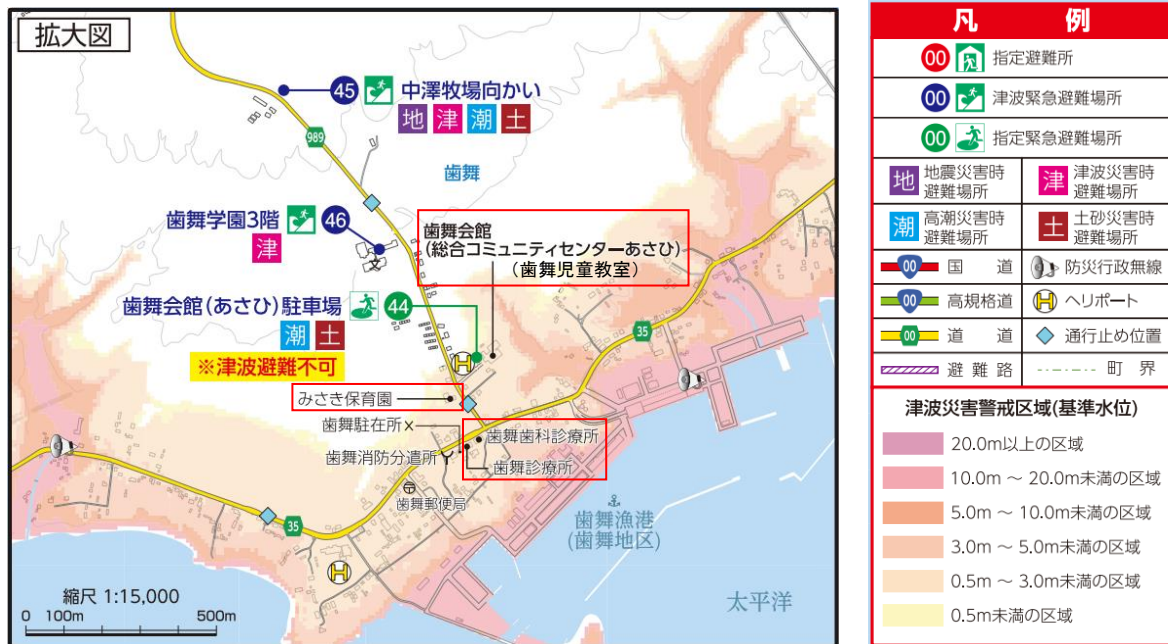 拡大図
45 中澤牧場向かい
地 津 潮 土
989
歯舞
歯舞学園3階 46
津
文
歯舞会館
(総合コミュニティセンターあさひ)
(歯舞児童教室)
歯舞会館(あさひ)駐車場 44
潮 土
※津波避難不可
H
35
みさき保育園
歯舞駐在所
歯舞消防分遣所
歯舞歯科診療所
歯舞診療所
歯舞郵便局
35
歯舞漁港
(歯舞地区)
H
太平洋
縮尺 1:15,000
0 100m 500m
凡 例
00 指定避難所
00 津波緊急避難場所
00 指定緊急避難場所
地 地震災害時
避難場所
津 津波災害時
避難場所
潮 高潮災害時
避難場所
土 土砂災害時
避難場所
00 国 道
防災行政無線
00 高規格道
H ヘリポート
00 道 道
通行止め位置
避 難 路
町 界
津波災害警戒区域(基準水位)
20.0m以上の区域
10.0m ～ 20.0m未満の区域
5.0m ～ 10.0m未満の区域
3.0m ～ 5.0m未満の区域
0.5m ～ 3.0m未満の区域
0.5m未満の区域